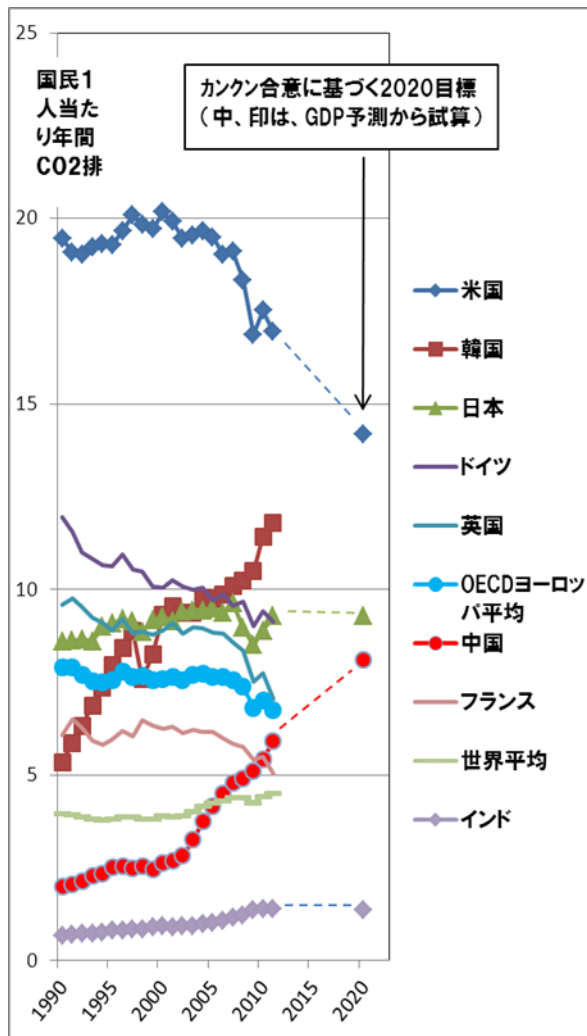 25
20
15
10
5
0
国民1
人当た
り年間
CO2排
カンクン合意に基づく2020目標
(中、印は、GDP予測から試算)
米国
韓国
日本
ドイツ
英国
OECDヨーロッ
パ平均
中国
フランス
世界平均
インド
1990
1995
2000
2005
2010
2015
2020